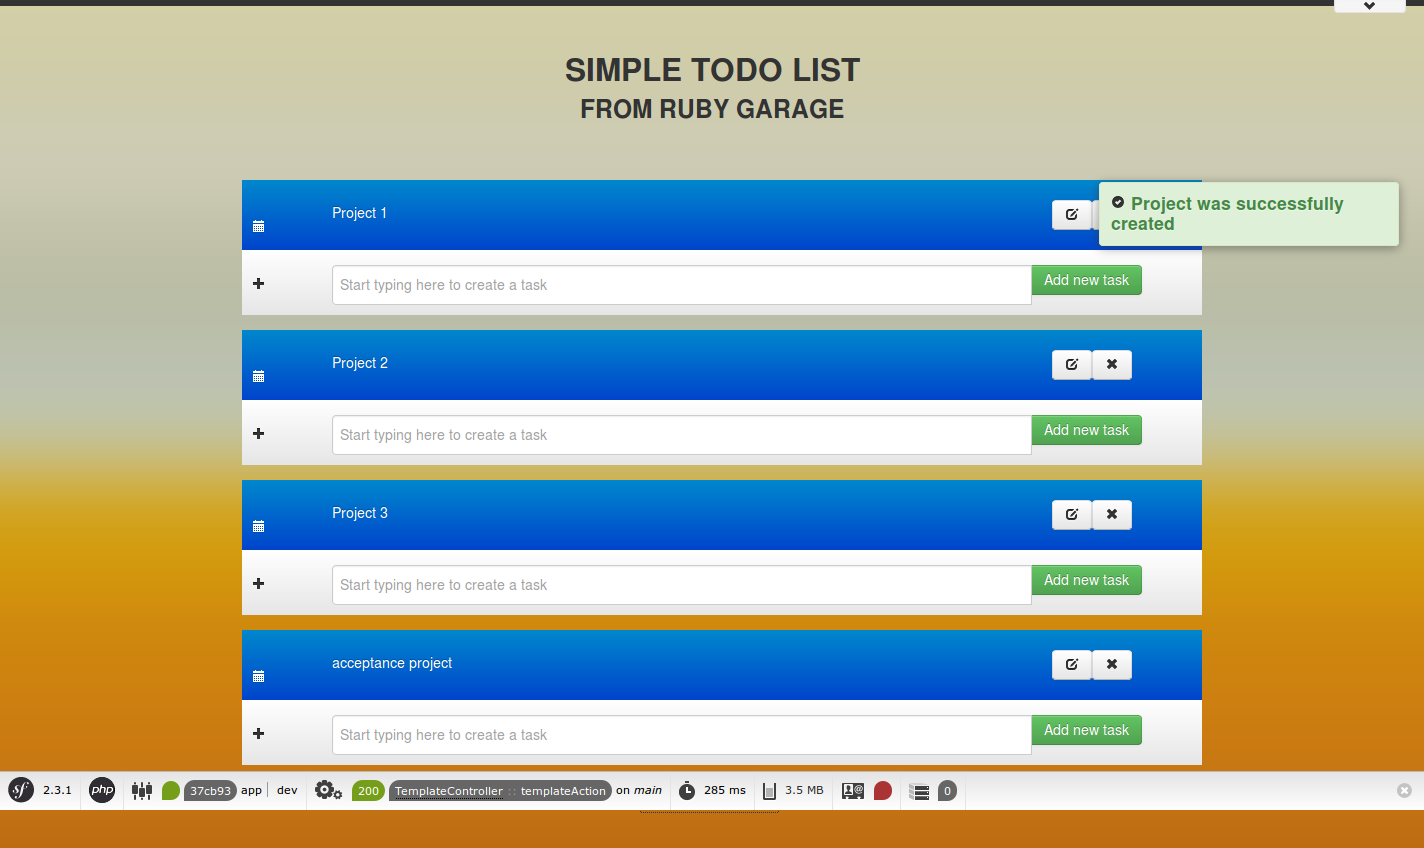 SIMPLE TODO LIST
FROM RUBY GARAGE
Project 1
Project was successfully
created
Start typing here to create a task Add new task
Project 2
Start typing here to create a task Add new task
Project 3
Start typing here to create a task Add new task
acceptance project
Start typing here to create a task Add new task
sf 2.3.1 php 37cb93 app dev 200 TemplateController :: templateAction on main 285 ms 3.5 MB 0